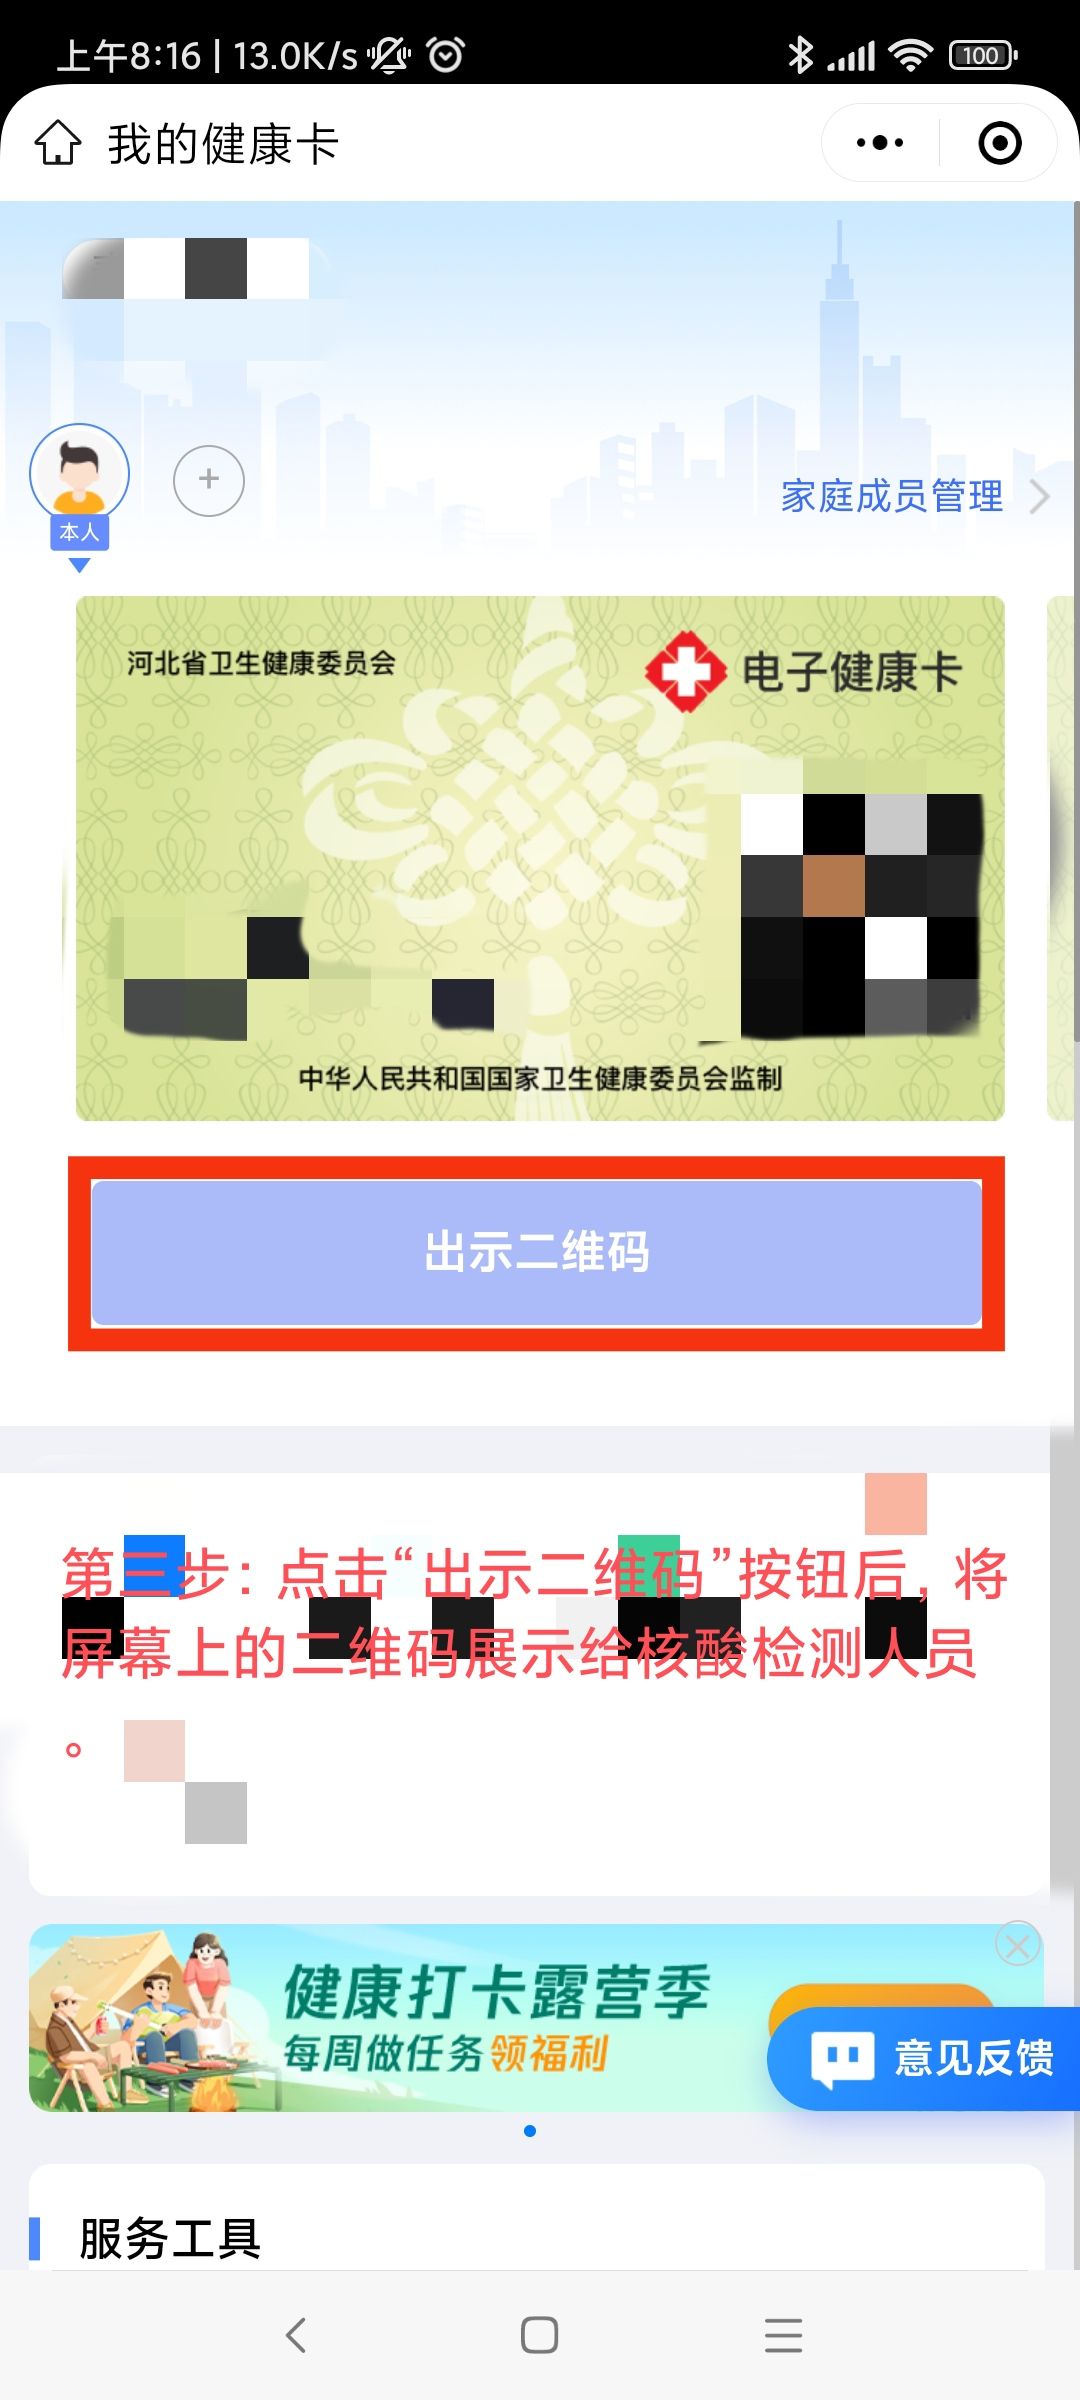 上午8:16 | 13.0K/s
100
我的健康卡
本人
家庭成员管理
河北省卫生健康委员会
电子健康卡
中华人民共和国国家卫生健康委员会监制
出示二维码
第三步：点击“出示二维码”按钮后，将
屏幕上的二维码展示给核酸检测人员
。
健康打卡露营季
每周做任务领福利
意见反馈
服务工具